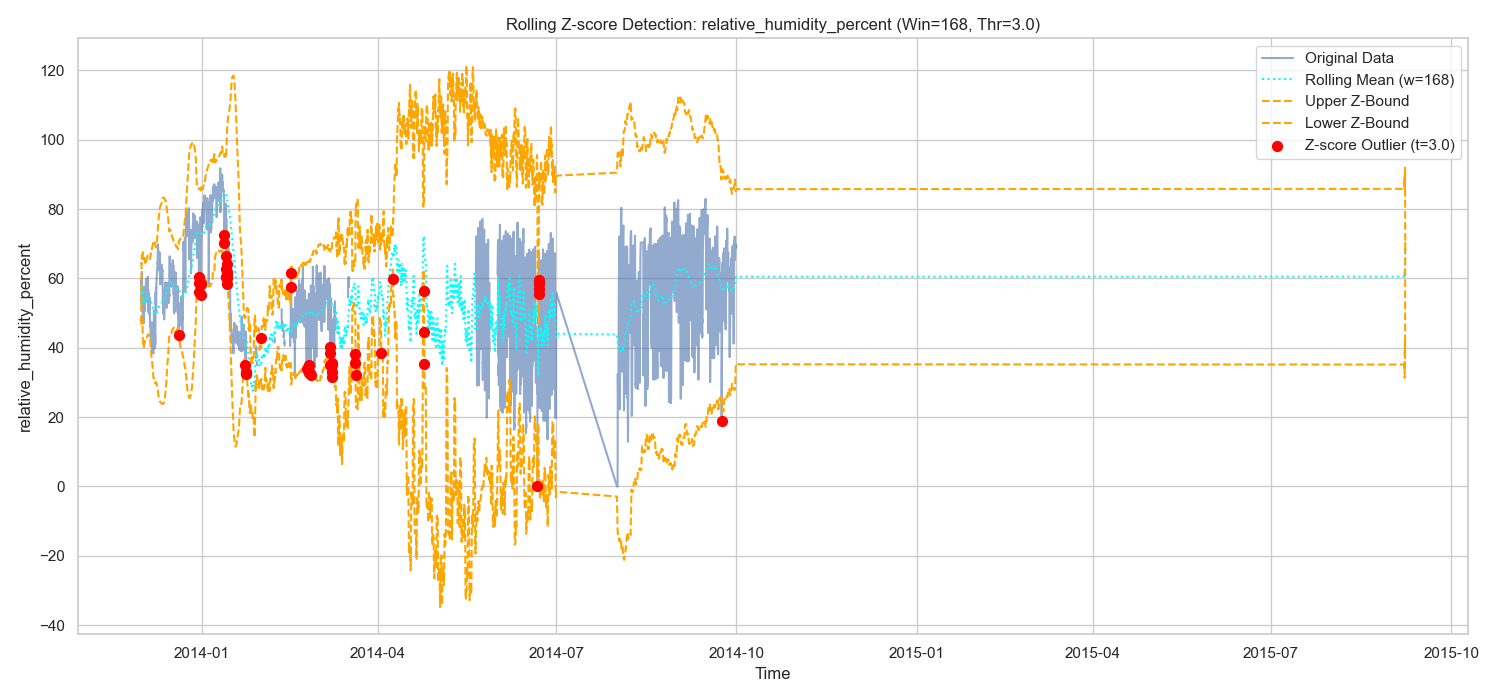 Rolling Z-score Detection: relative_humidity_percent (Win=168, Thr=3.0)
Original Data
Rolling Mean (w=168)
Upper Z-Bound
Lower Z-Bound
Z-score Outlier (t=3.0)
relative_humidity_percent
120
100
80
60
40
20
0
−20
−40
2014-01
2014-04
2014-07
2014-10
2015-01
2015-04
2015-07
2015-10
Time